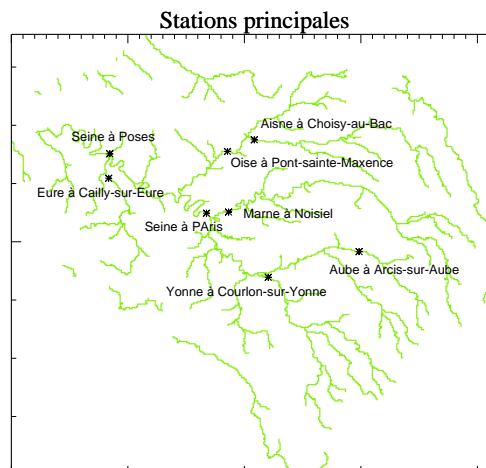 Stations principales
Aisne à Choisy-au-Bac
Seine à Poses
Oise à Pont-sainte-Maxence
Eure à Cailly-sur-Eure
Marne à Noisiel
Seine à PAris
Aube à Arcis-sur-Aube
Yonne à Courlon-sur-Yonne